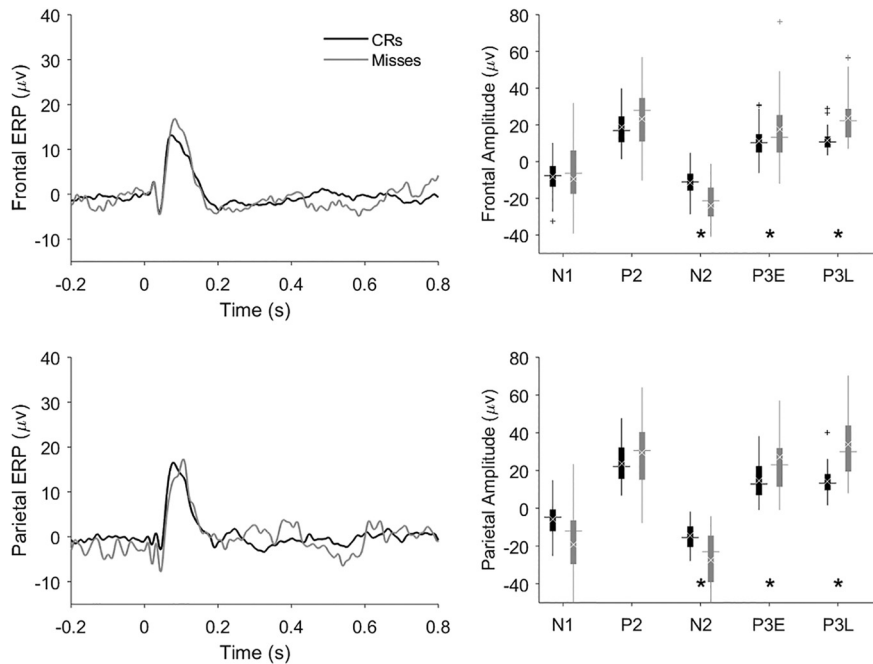 40
30
20
10
0
-10
Frontal ERP (μv)
CRs
Misses
-0.2 0 0.2 0.4 0.6 0.8
Time (s)
80
60
40
20
0
-20
-40
Frontal Amplitude (μv)
* * *
N1 P2 N2 P3E P3L
40
30
20
10
0
-10
Parietal ERP (μv)
-0.2 0 0.2 0.4 0.6 0.8
Time (s)
80
60
40
20
0
-20
-40
Parietal Amplitude (μv)
* * *
N1 P2 N2 P3E P3L